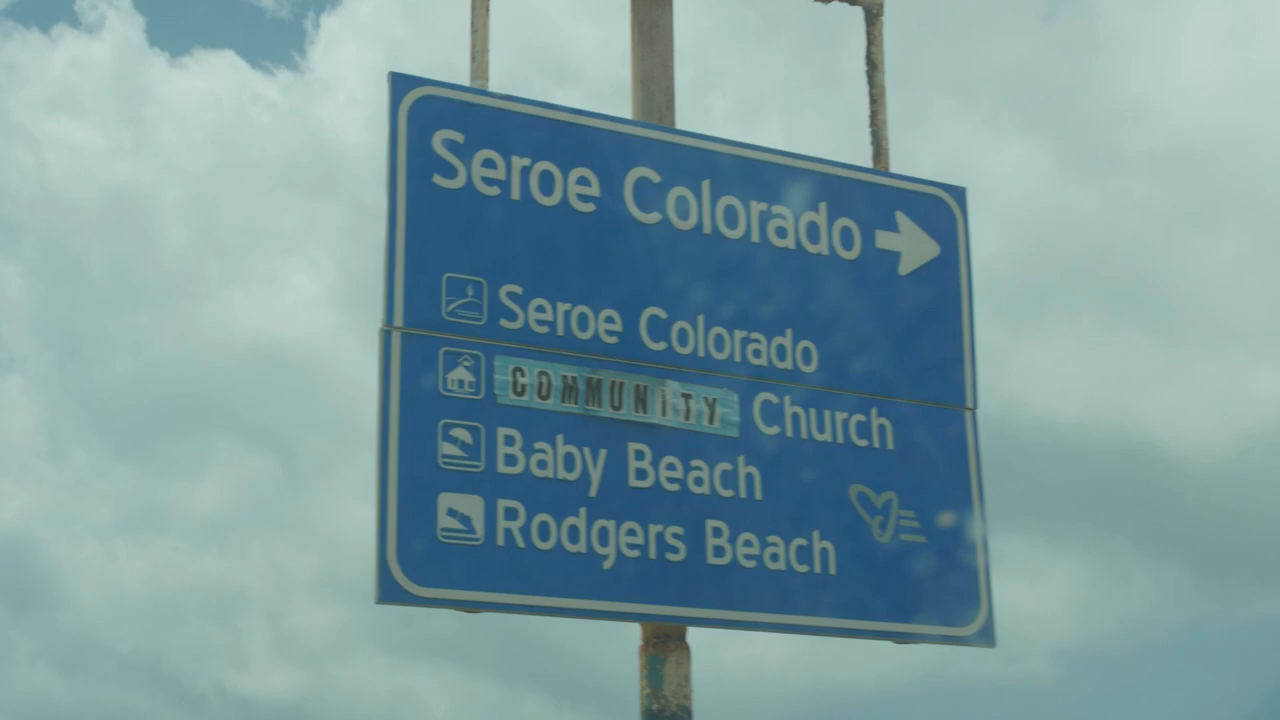 Seroe Colorado
Seroe Colorado
COMMUNITY Church
Baby Beach
Rodgers Beach